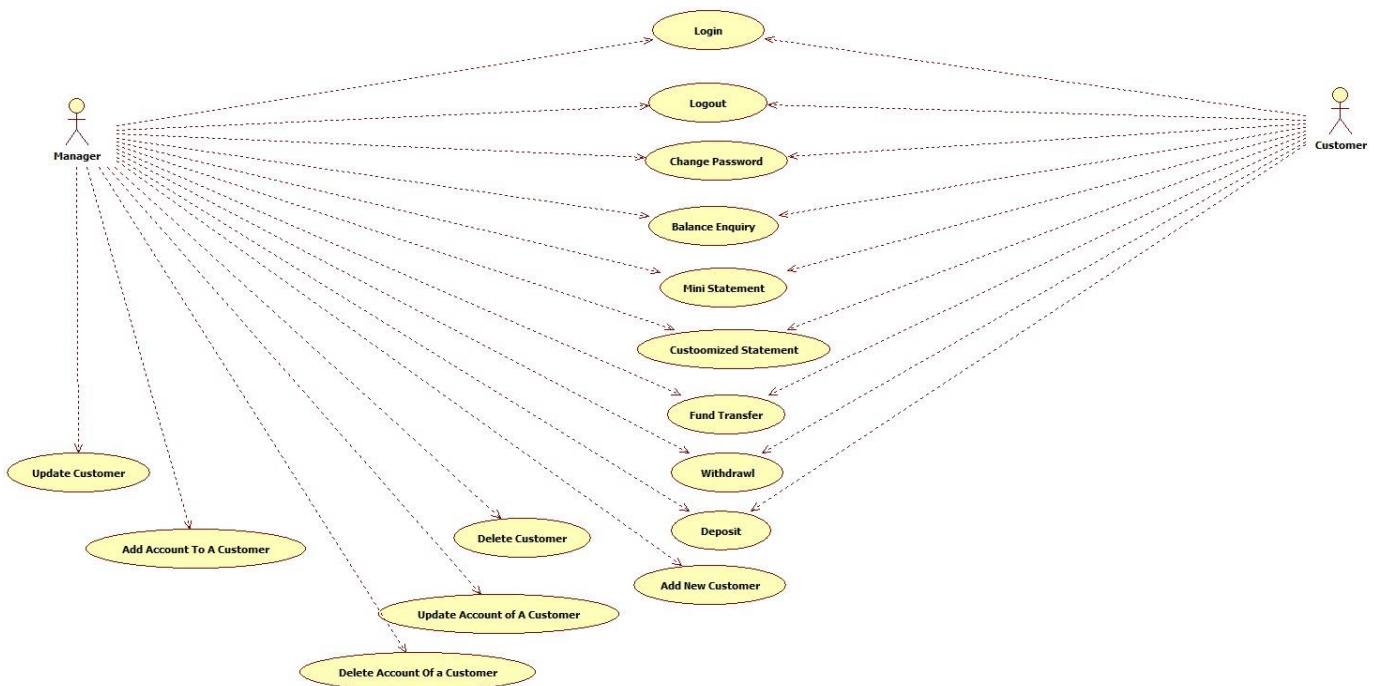 Login
Logout
Manager
Customer
Change Password
Balance Enquiry
Mini Statement
Custoomized Statement
Fund Transfer
Update Customer
Withdrawl
Deposit
Delete Customer
Add Account To A Customer
Add New Customer
Update Account of A Customer
Delete Account Of a Customer